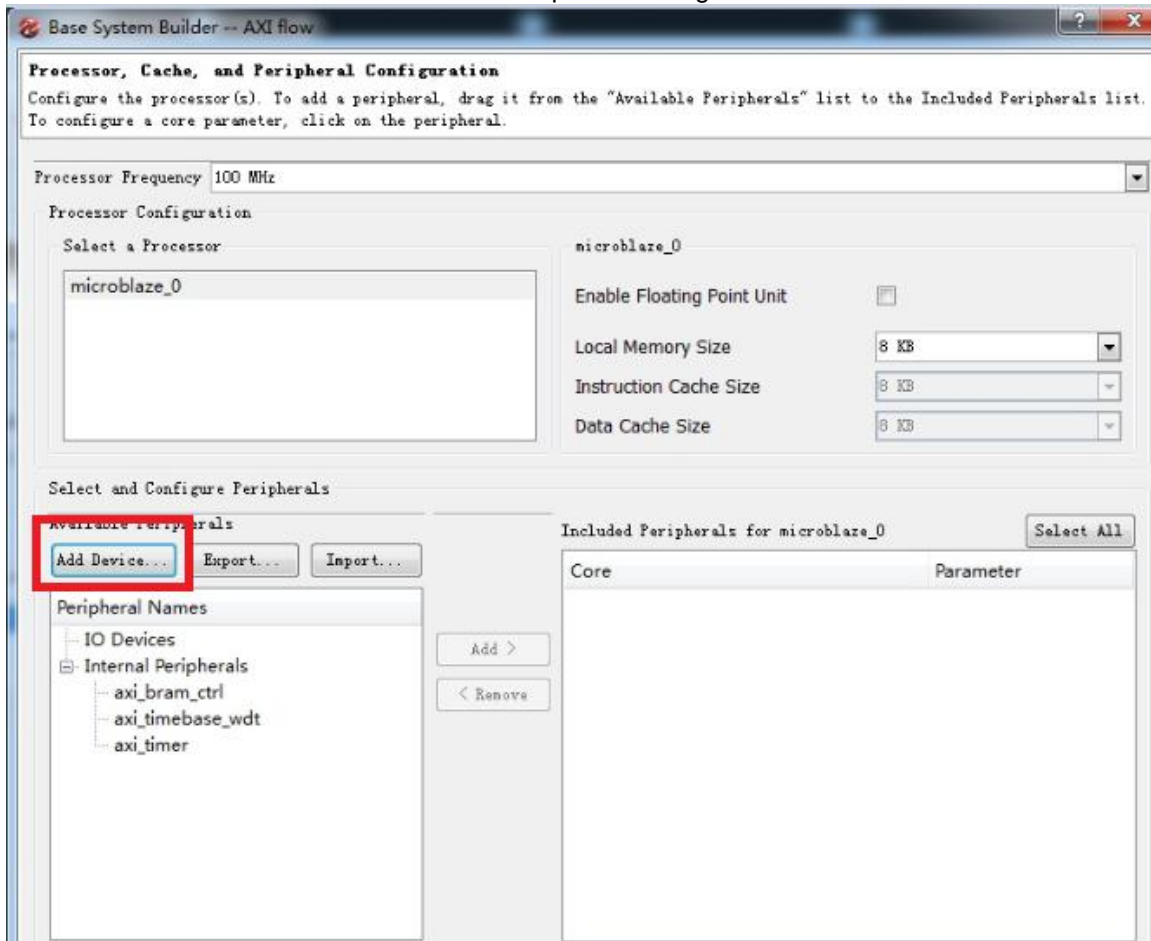 Base System Builder -- AXI flow
Processor, Cache, and Peripheral Configuration
Configure the processor(s). To add a peripheral, drag it from the "Available Peripherals" list to the Included Peripherals list.
To configure a core parameter, click on the peripheral.
Processor Frequency 100 MHz
Processor Configuration
Select a Processor
microblaze_0
microblaze_0
Enable Floating Point Unit
Local Memory Size 8 KB
Instruction Cache Size 8 KB
Data Cache Size 8 KB
Select and Configure Peripherals
Available Peripherals
Add Device... Export... Import...
Peripheral Names
IO Devices
Internal Peripherals
axi_bram_ctrl
axi_timebase_wdt
axi_timer
Add >
< Remove
Included Peripherals for microblaze_0 Select All
Core Parameter